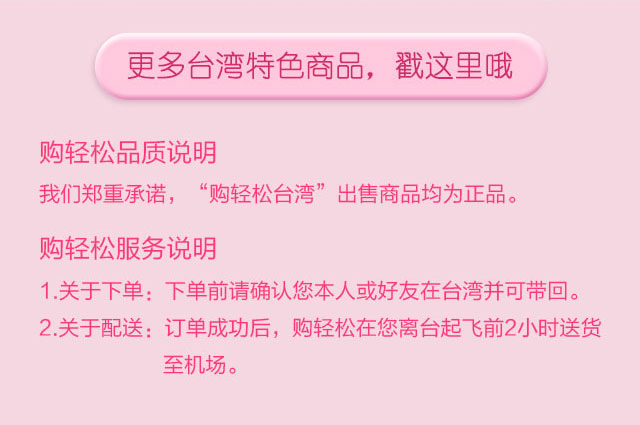 更多台湾特色商品，戳这里哦
购轻松品质说明
我们郑重承诺，“购轻松台湾”出售商品均为正品。
购轻松服务说明
1.关于下单：下单前请确认您本人或好友在台湾并可带回。
2.关于配送：订单成功后，购轻松在您离台起飞前2小时送货
至机场。